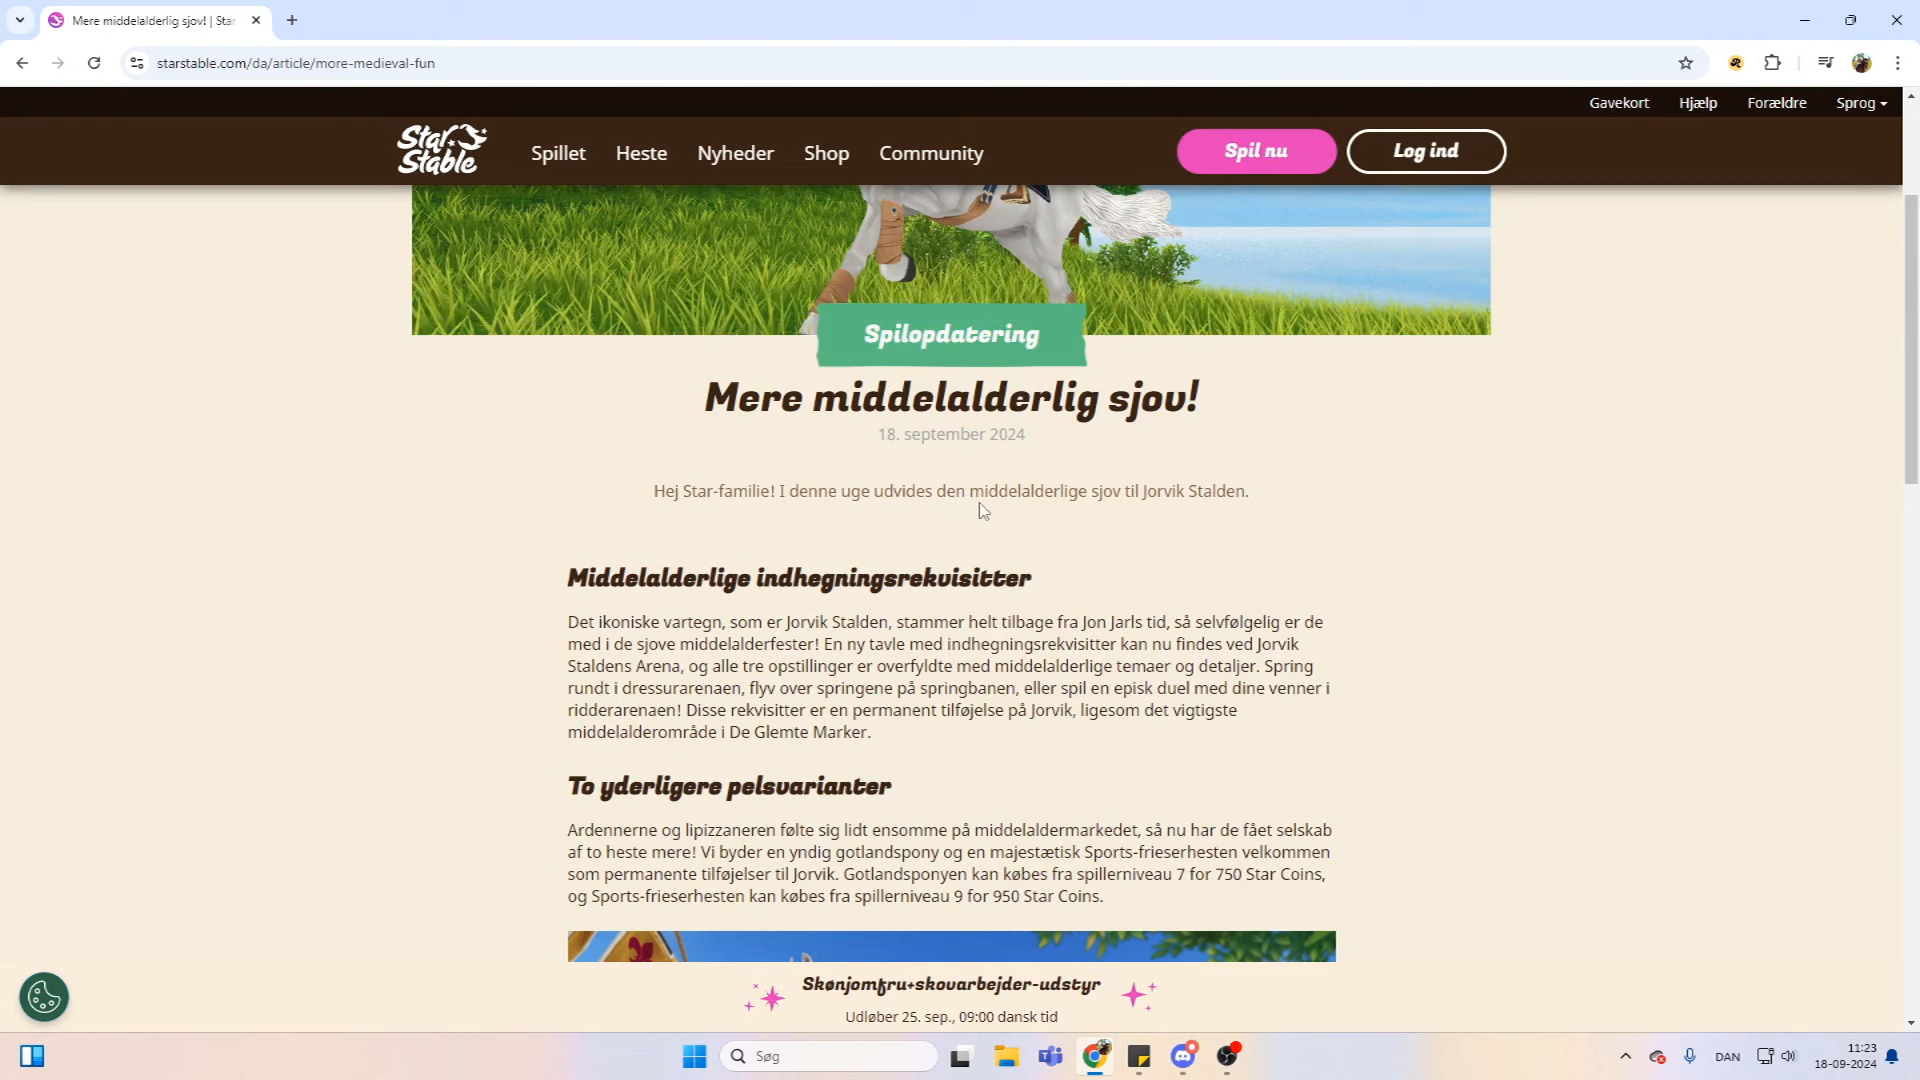 Mere middelalderlig sjov! | Star
starstable.com/da/article/more-medieval-fun
Gavekort Hjælp Forældre Sprog
Star Stable
Spillet Heste Nyheder Shop Community Spil nu Log ind
Spilopdatering
Mere middelalderlig sjov!
18. september 2024
Hej Star-familie! I denne uge udvides den middelalderlige sjov til Jorvik Stalden.
Middelalderlige indhegningsrekvisitter
Det ikoniske vartegn, som er Jorvik Stalden, stammer helt tilbage fra Jon Jarls tid, så selvfølgelig er de
med i de sjove middelalderfester! En ny tavle med indhegningsrekvisitter kan nu findes ved Jorvik
Staldens Arena, og alle tre opstillinger er overfyldte med middelalderlige temaer og detaljer. Spring
rundt i dressurarenaen, flyv over springene på springbanen, eller spil en episk duel med dine venner i
ridderarenaen! Disse rekvisitter er en permanent tilføjelse på Jorvik, ligesom det vigtigste
middelalderområde i De Glemte Marker.
To yderligere pelsvarianter
Ardennerne og lipizzaneren følte sig lidt ensomme på middelaldermarkedet, så nu har de fået selskab
af to heste mere! Vi byder en yndig gotlandspony og en majestætisk Sports-frieserhesten velkommen
som permanente tilføjelser til Jorvik. Gotlandsponyen kan købes fra spillerniveau 7 for 750 Star Coins,
og Sports-frieserhesten kan købes fra spillerniveau 9 for 950 Star Coins.
Skønjomfru+skovarbejder-udstyr
Udløber 25. sep., 09:00 dansk tid
Søg
DAN
11:23
18-09-2024